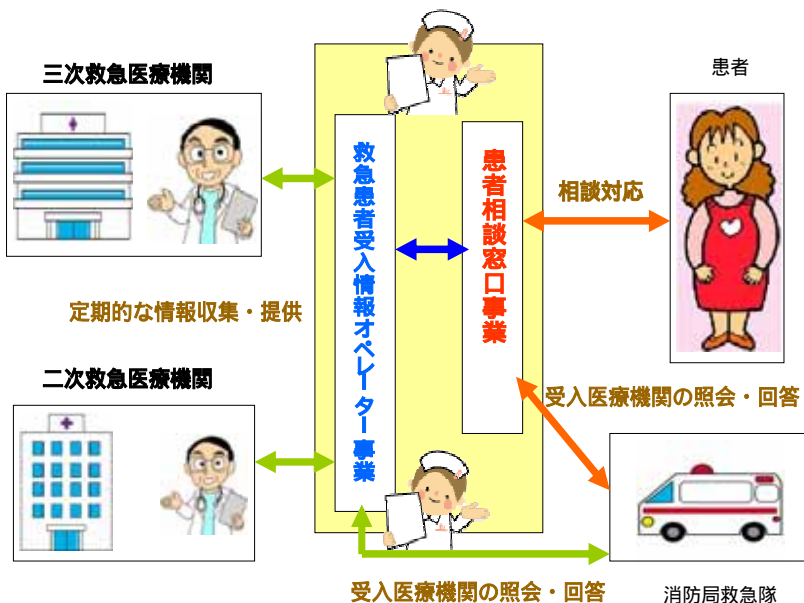 三次救急医療機関
患者
救急患者受入情報オペレーター事業
患者相談窓口事業
相談対応
定期的な情報収集・提供
二次救急医療機関
受入医療機関の照会・回答
受入医療機関の照会・回答
消防局救急隊